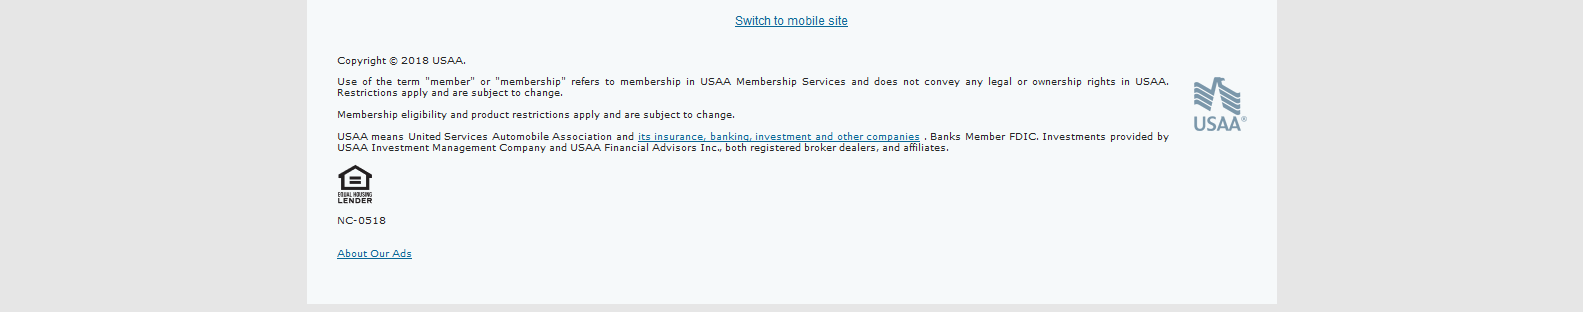 Switch to mobile site
Copyright © 2018 USAA.
Use of the term "member" or "membership" refers to membership in USAA Membership Services and does not convey any legal or ownership rights in USAA.
Restrictions apply and are subject to change.
USAA®
Membership eligibility and product restrictions apply and are subject to change.
USAA means United Services Automobile Association and its insurance, banking, investment and other companies . Banks Member FDIC. Investments provided by
USAA Investment Management Company and USAA Financial Advisors Inc., both registered broker dealers, and affiliates.
EQUAL HOUSING
LENDER
NC-0518
About Our Ads